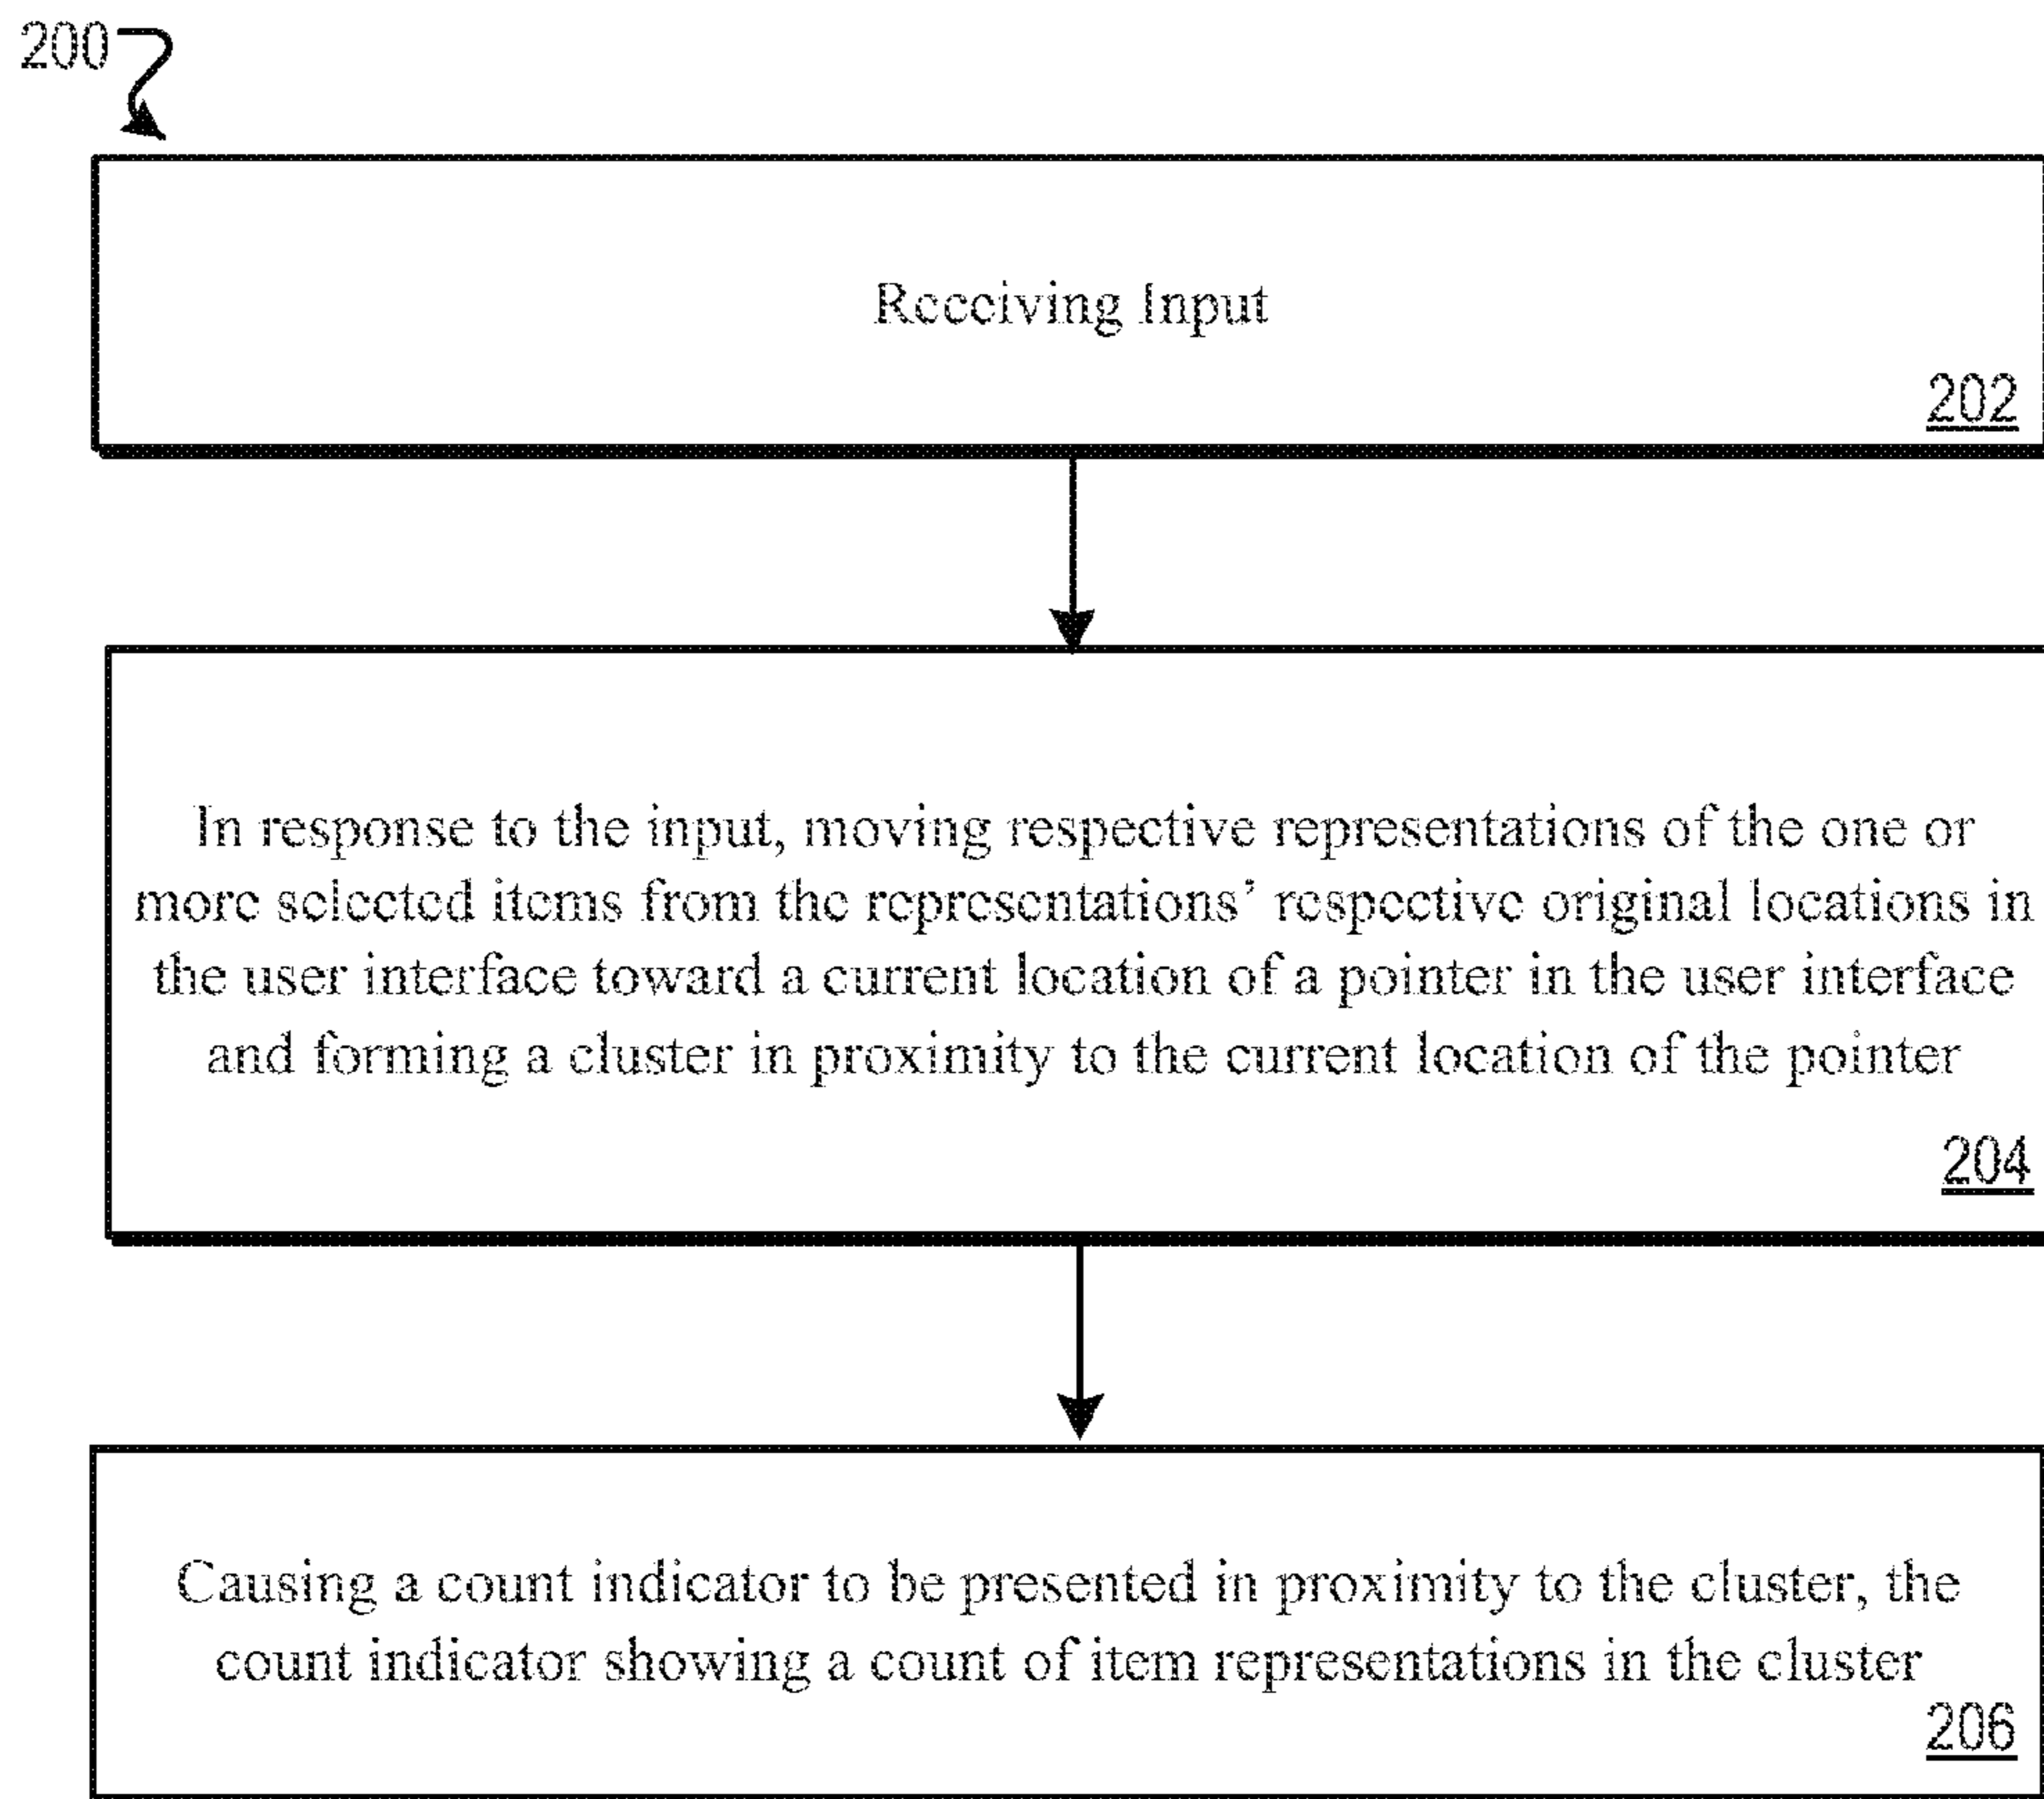 200
Receiving Input
202
In response to the input, moving respective representations of the one or
more selected items from the representations’ respective original locations in
the user interface toward a current location of a pointer in the user interface
and forming a cluster in proximity to the current location of the pointer
204
Causing a count indicator to be presented in proximity to the cluster, the
count indicator showing a count of item representations in the cluster
206